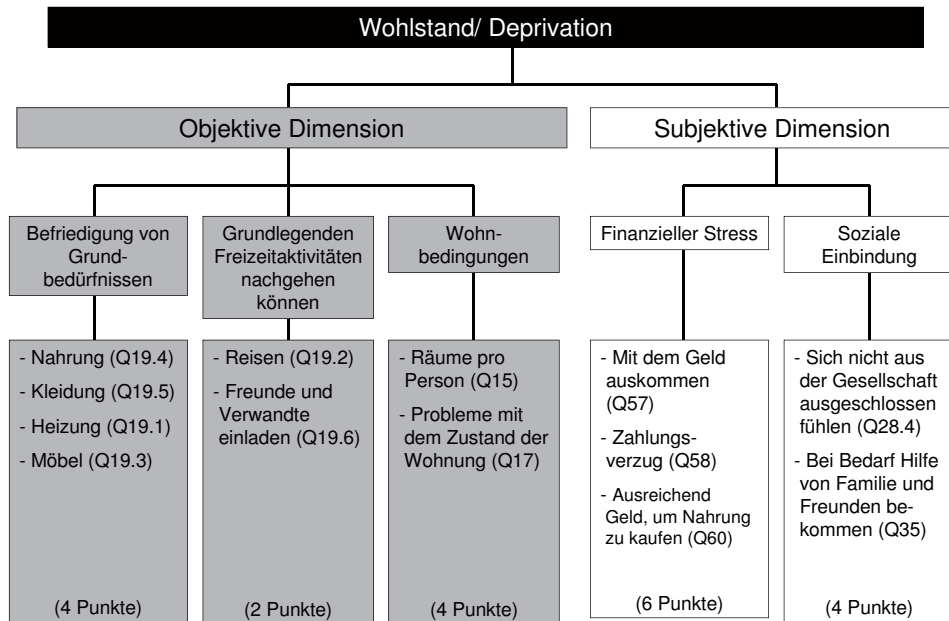 Wohlstand/ Deprivation
Objektive Dimension
Subjektive Dimension
Befriedigung von
Grund-
bedürfnissen
Grundlegenden
Freizeitaktivitäten
nachgehen
können
Wohn-
bedingungen
Finanzieller Stress
Soziale
Einbindung
- Nahrung (Q19.4)
- Kleidung (Q19.5)
- Heizung (Q19.1)
- Möbel (Q19.3)
(4 Punkte)
- Reisen (Q19.2)
- Freunde und
Verwandte
einladen (Q19.6)
(2 Punkte)
- Räume pro
Person (Q15)
- Probleme mit
dem Zustand der
Wohnung (Q17)
(4 Punkte)
- Mit dem Geld
auskommen
(Q57)
- Zahlungs-
verzug (Q58)
- Ausreichend
Geld, um Nahrung
zu kaufen (Q60)
(6 Punkte)
- Sich nicht aus
der Gesellschaft
ausgeschlossen
fühlen (Q28.4)
- Bei Bedarf Hilfe
von Familie und
Freunden be-
kommen (Q35)
(4 Punkte)